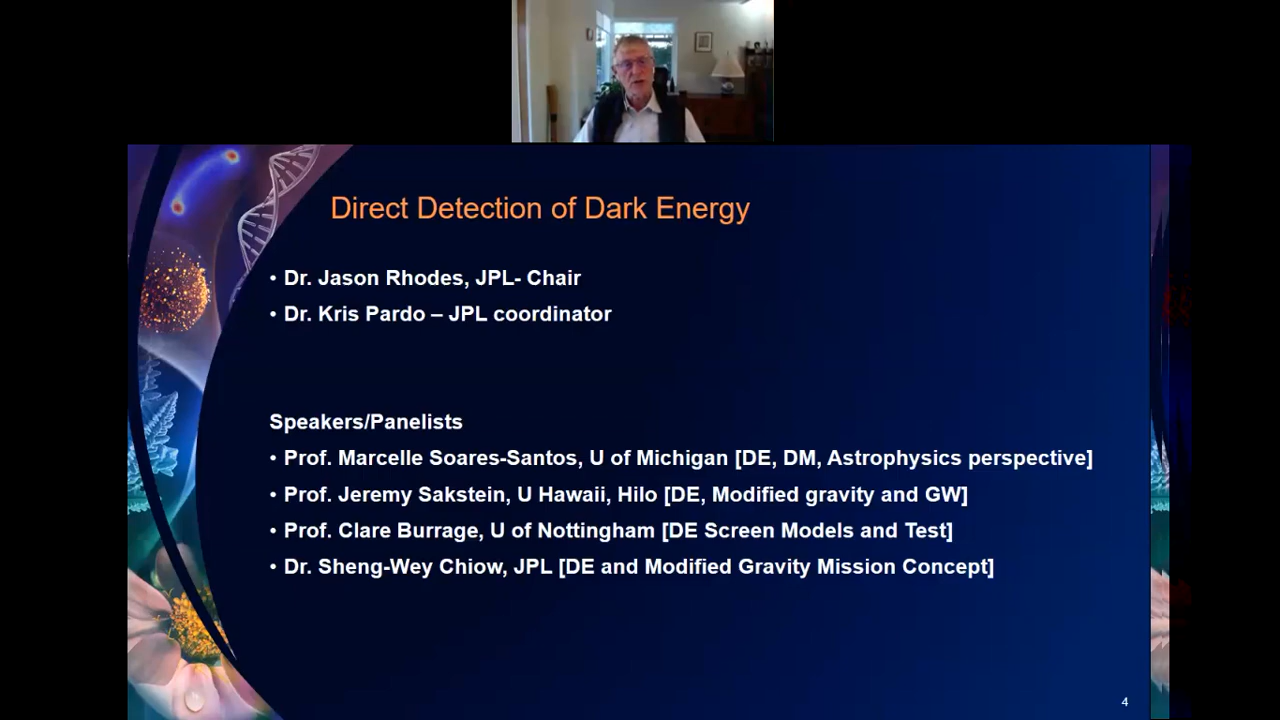 Direct Detection of Dark Energy
• Dr. Jason Rhodes, JPL- Chair
• Dr. Kris Pardo – JPL coordinator
Speakers/Panelists
• Prof. Marcelle Soares-Santos, U of Michigan [DE, DM, Astrophysics perspective]
• Prof. Jeremy Sakstein, U Hawaii, Hilo [DE, Modified gravity and GW]
• Prof. Clare Burrage, U of Nottingham [DE Screen Models and Test]
• Dr. Sheng-Wey Chiow, JPL [DE and Modified Gravity Mission Concept]
4